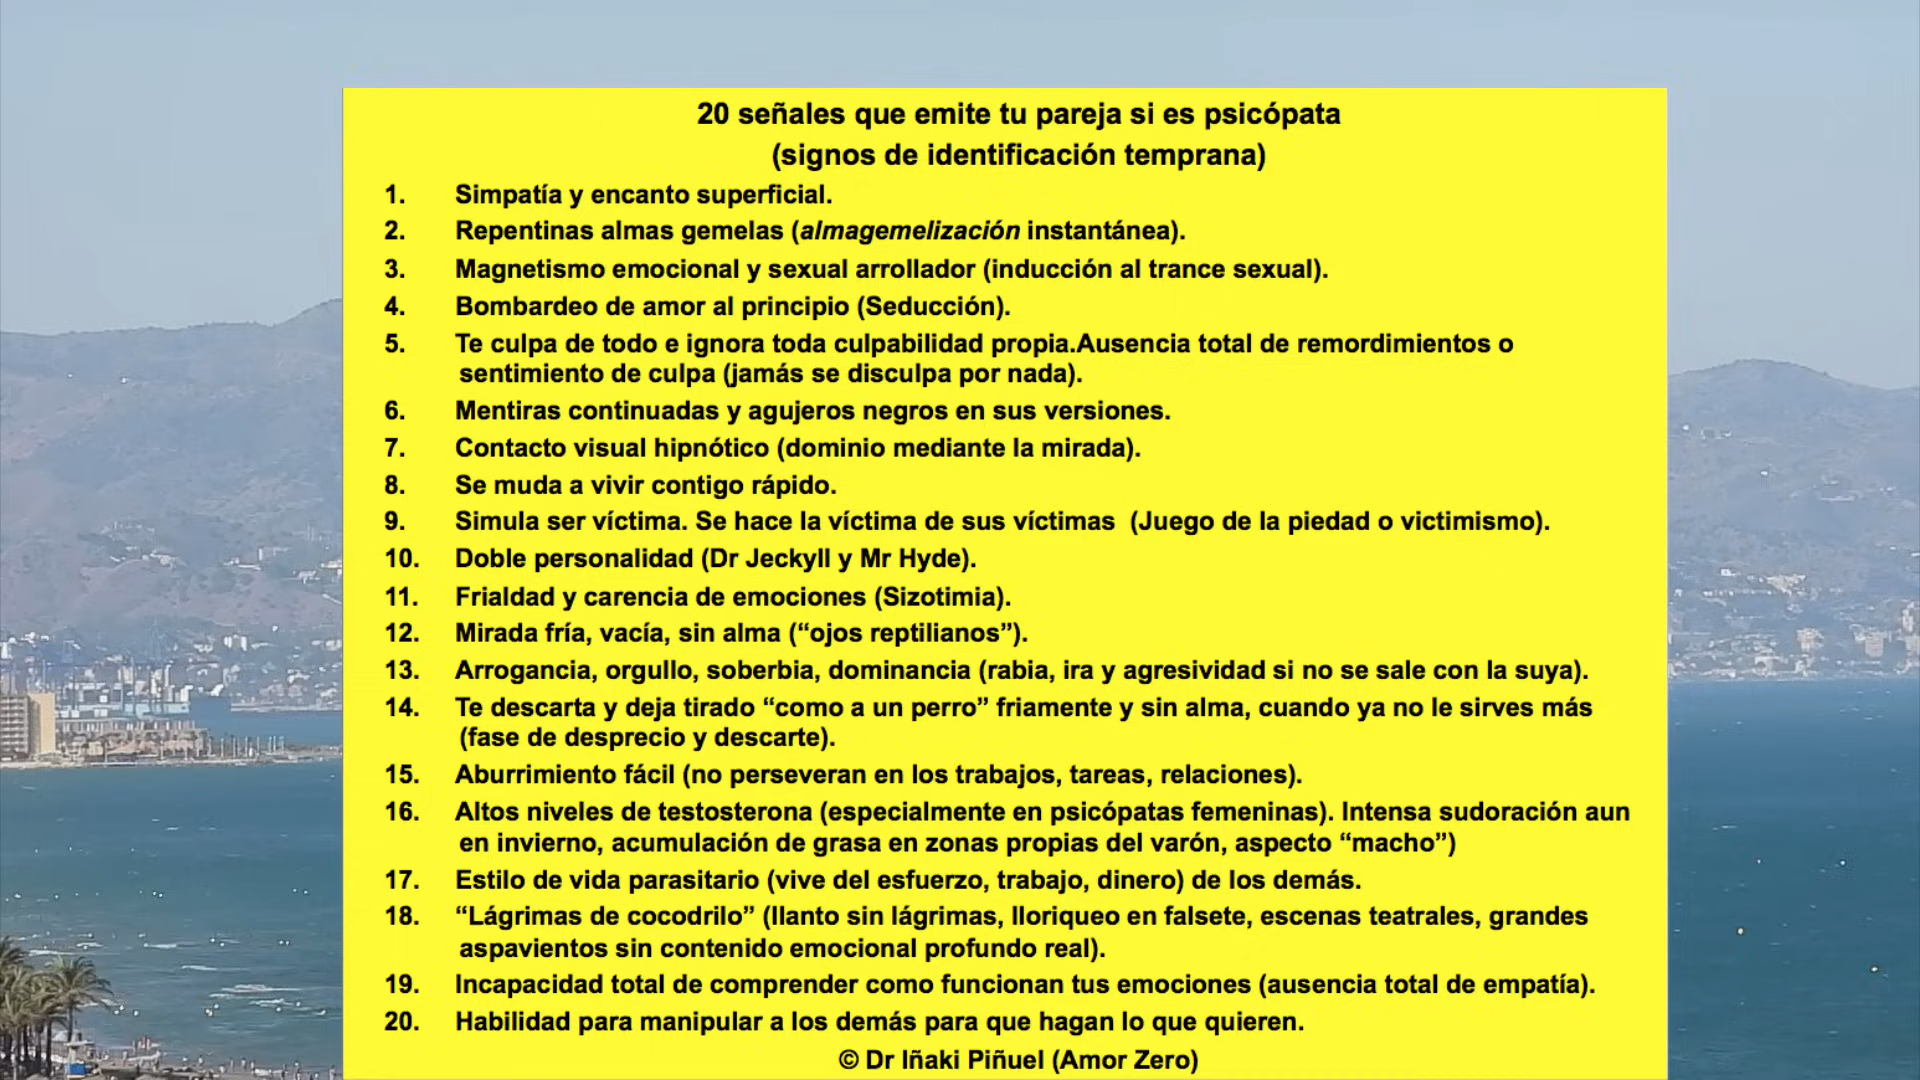 20 señales que emite tu pareja si es psicópata
(signos de identificación temprana)
1. Simpatía y encanto superficial.
2. Repentinas almas gemelas (almagemelización instantánea).
3. Magnetismo emocional y sexual arrollador (inducción al trance sexual).
4. Bombardeo de amor al principio (Seducción).
5. Te culpa de todo e ignora toda culpabilidad propia.Ausencia total de remordimientos o
sentimiento de culpa (jamás se disculpa por nada).
6. Mentiras continuadas y agujeros negros en sus versiones.
7. Contacto visual hipnótico (dominio mediante la mirada).
8. Se muda a vivir contigo rápido.
9. Simula ser víctima. Se hace la víctima de sus víctimas (Juego de la piedad o victimismo).
10. Doble personalidad (Dr Jeckyll y Mr Hyde).
11. Frialdad y carencia de emociones (Sizotimia).
12. Mirada fría, vacía, sin alma (“ojos reptilianos”).
13. Arrogancia, orgullo, soberbia, dominancia (rabia, ira y agresividad si no se sale con la suya).
14. Te descarta y deja tirado “como a un perro” friamente y sin alma, cuando ya no le sirves más
(fase de desprecio y descarte).
15. Aburrimiento fácil (no perseveran en los trabajos, tareas, relaciones).
16. Altos niveles de testosterona (especialmente en psicópatas femeninas). Intensa sudoración aun
en invierno, acumulación de grasa en zonas propias del varón, aspecto “macho”)
17. Estilo de vida parasitario (vive del esfuerzo, trabajo, dinero) de los demás.
18. “Lágrimas de cocodrilo” (llanto sin lágrimas, lloriqueo en falsete, escenas teatrales, grandes
aspavientos sin contenido emocional profundo real).
19. Incapacidad total de comprender como funcionan tus emociones (ausencia total de empatía).
20. Habilidad para manipular a los demás para que hagan lo que quieren.
© Dr Iñaki Piñuel (Amor Zero)